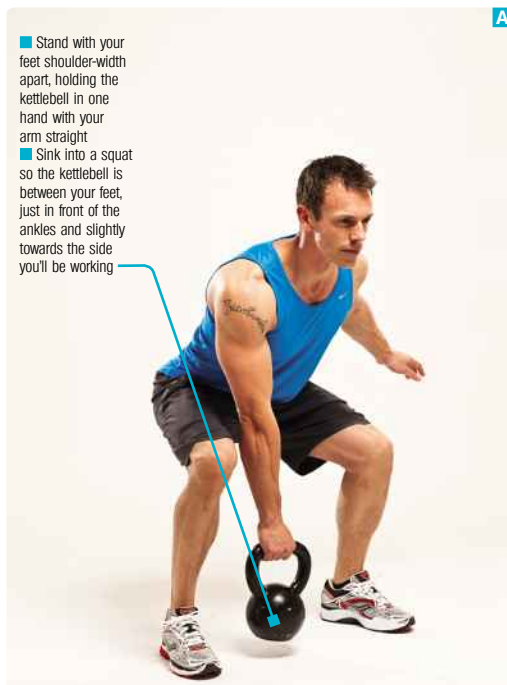 A
Stand with your
feet shoulder-width
apart, holding the
kettlebell in one
hand with your
arm straight
Sink into a squat
so the kettlebell is
between your feet,
just in front of the
ankles and slightly
towards the side
you'll be working